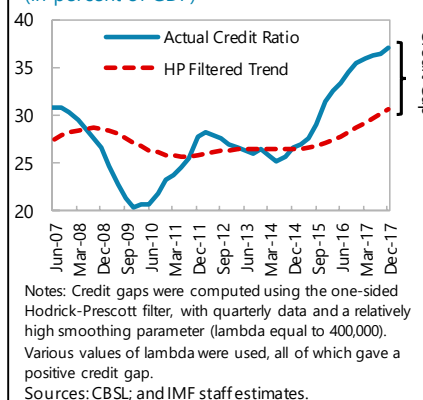 40
35
30
25
20
Actual Credit Ratio
HP Filtered Trend
Jun-07
Mar-08
Dec-08
Sep-09
Jun-10
Mar-11
Dec-11
Sep-12
Jun-13
Mar-14
Dec-14
Sep-15
Jun-16
Mar-17
Dec-17
Notes: Credit gaps were computed using the one-sided
Hodrick-Prescott filter, with quarterly data and a relatively
high smoothing parameter (lambda equal to 400,000).
Various values of lambda were used, all of which gave a
positive credit gap.
Sources: CBSL; and IMF staff estimates.